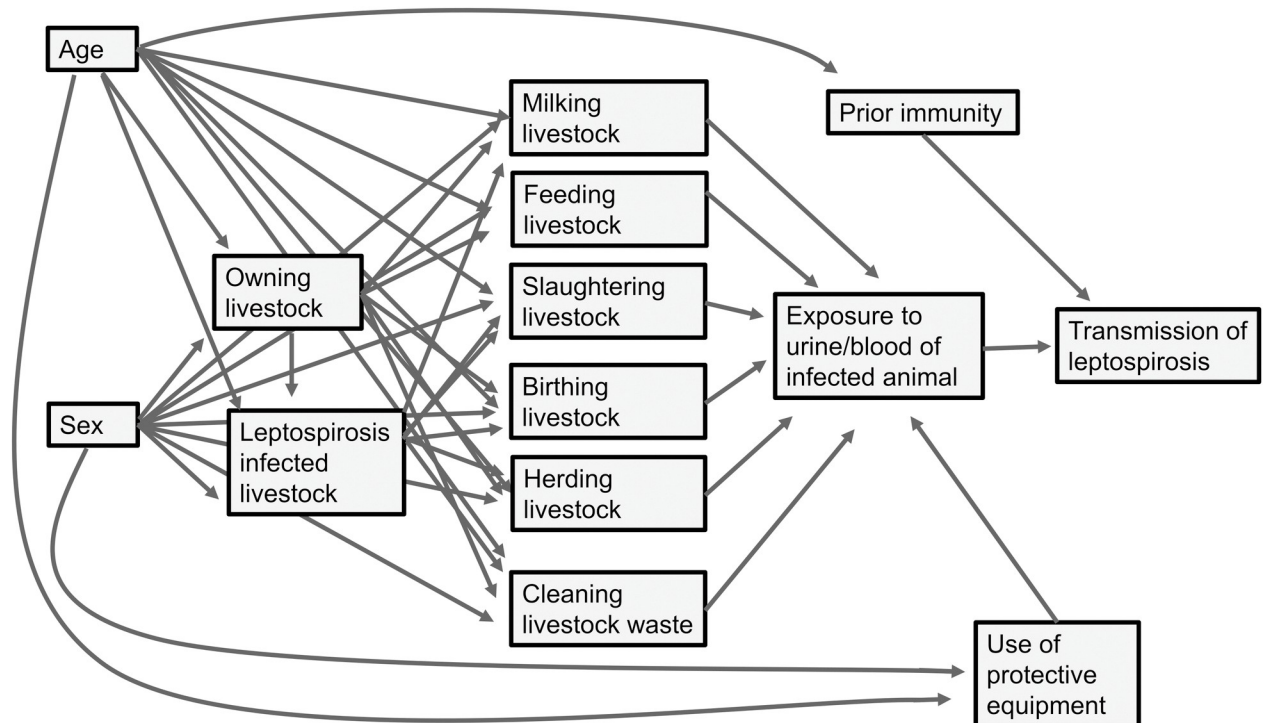 Age
Prior immunity
Milking
livestock
Feeding
livestock
Owning
livestock
Slaughtering
livestock
Exposure to
urine/blood of
infected animal
Transmission of
leptospirosis
Sex
Leptospirosis
infected
livestock
Birthing
livestock
Herding
livestock
Cleaning
livestock waste
Use of
protective
equipment